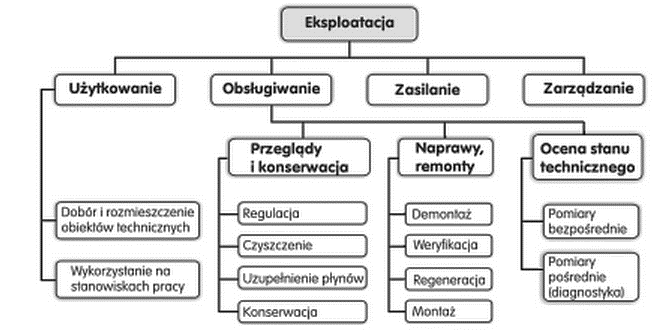 Eksploatacja
Użytkowanie
Obsługiwanie
Zasilanie
Zarządzanie
Przeglądy
i konserwacja
Naprawy,
remonty
Ocena stanu
technicznego
Dobór i rozmieszczenie
obiektów technicznych
Wykorzystanie na
stanowiskach pracy
Regulacja
Czyszczenie
Uzupełnienie płynów
Konserwacja
Demontaż
Weryfikacja
Regeneracja
Montaż
Pomiary
bezpośrednie
Pomiary
pośrednie
(diagnostyka)